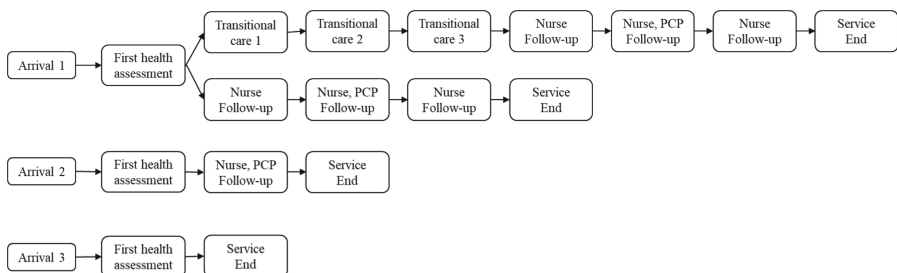 Transitional
care 1
Transitional
care 2
Transitional
care 3
Nurse
Follow-up
Nurse, PCP
Follow-up
Nurse
Follow-up
Service
End
Arrival 1
First health
assessment
Nurse
Follow-up
Nurse, PCP
Follow-up
Nurse
Follow-up
Service
End
Arrival 2
First health
assessment
Nurse, PCP
Follow-up
Service
End
Arrival 3
First health
assessment
Service
End